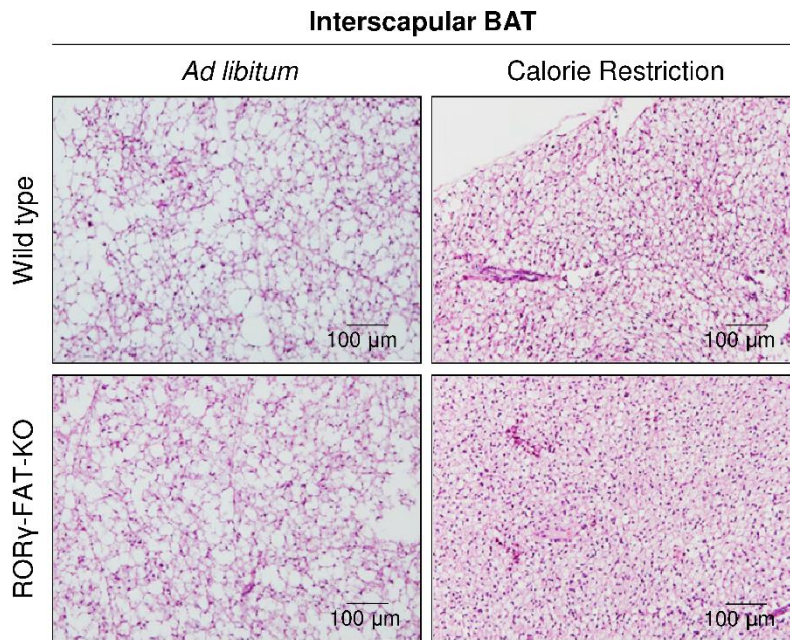 Interscapular BAT
Ad libitum
Calorie Restriction
Wild type
100 μm
100 μm
RORγ-FAT-KO
100 μm
100 μm